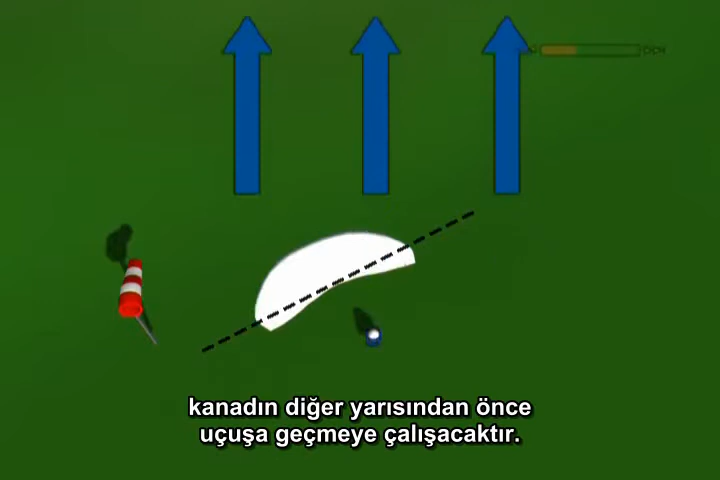 kanadın diğer yarısından önce
uçuşa geçmeye çalışacaktır.